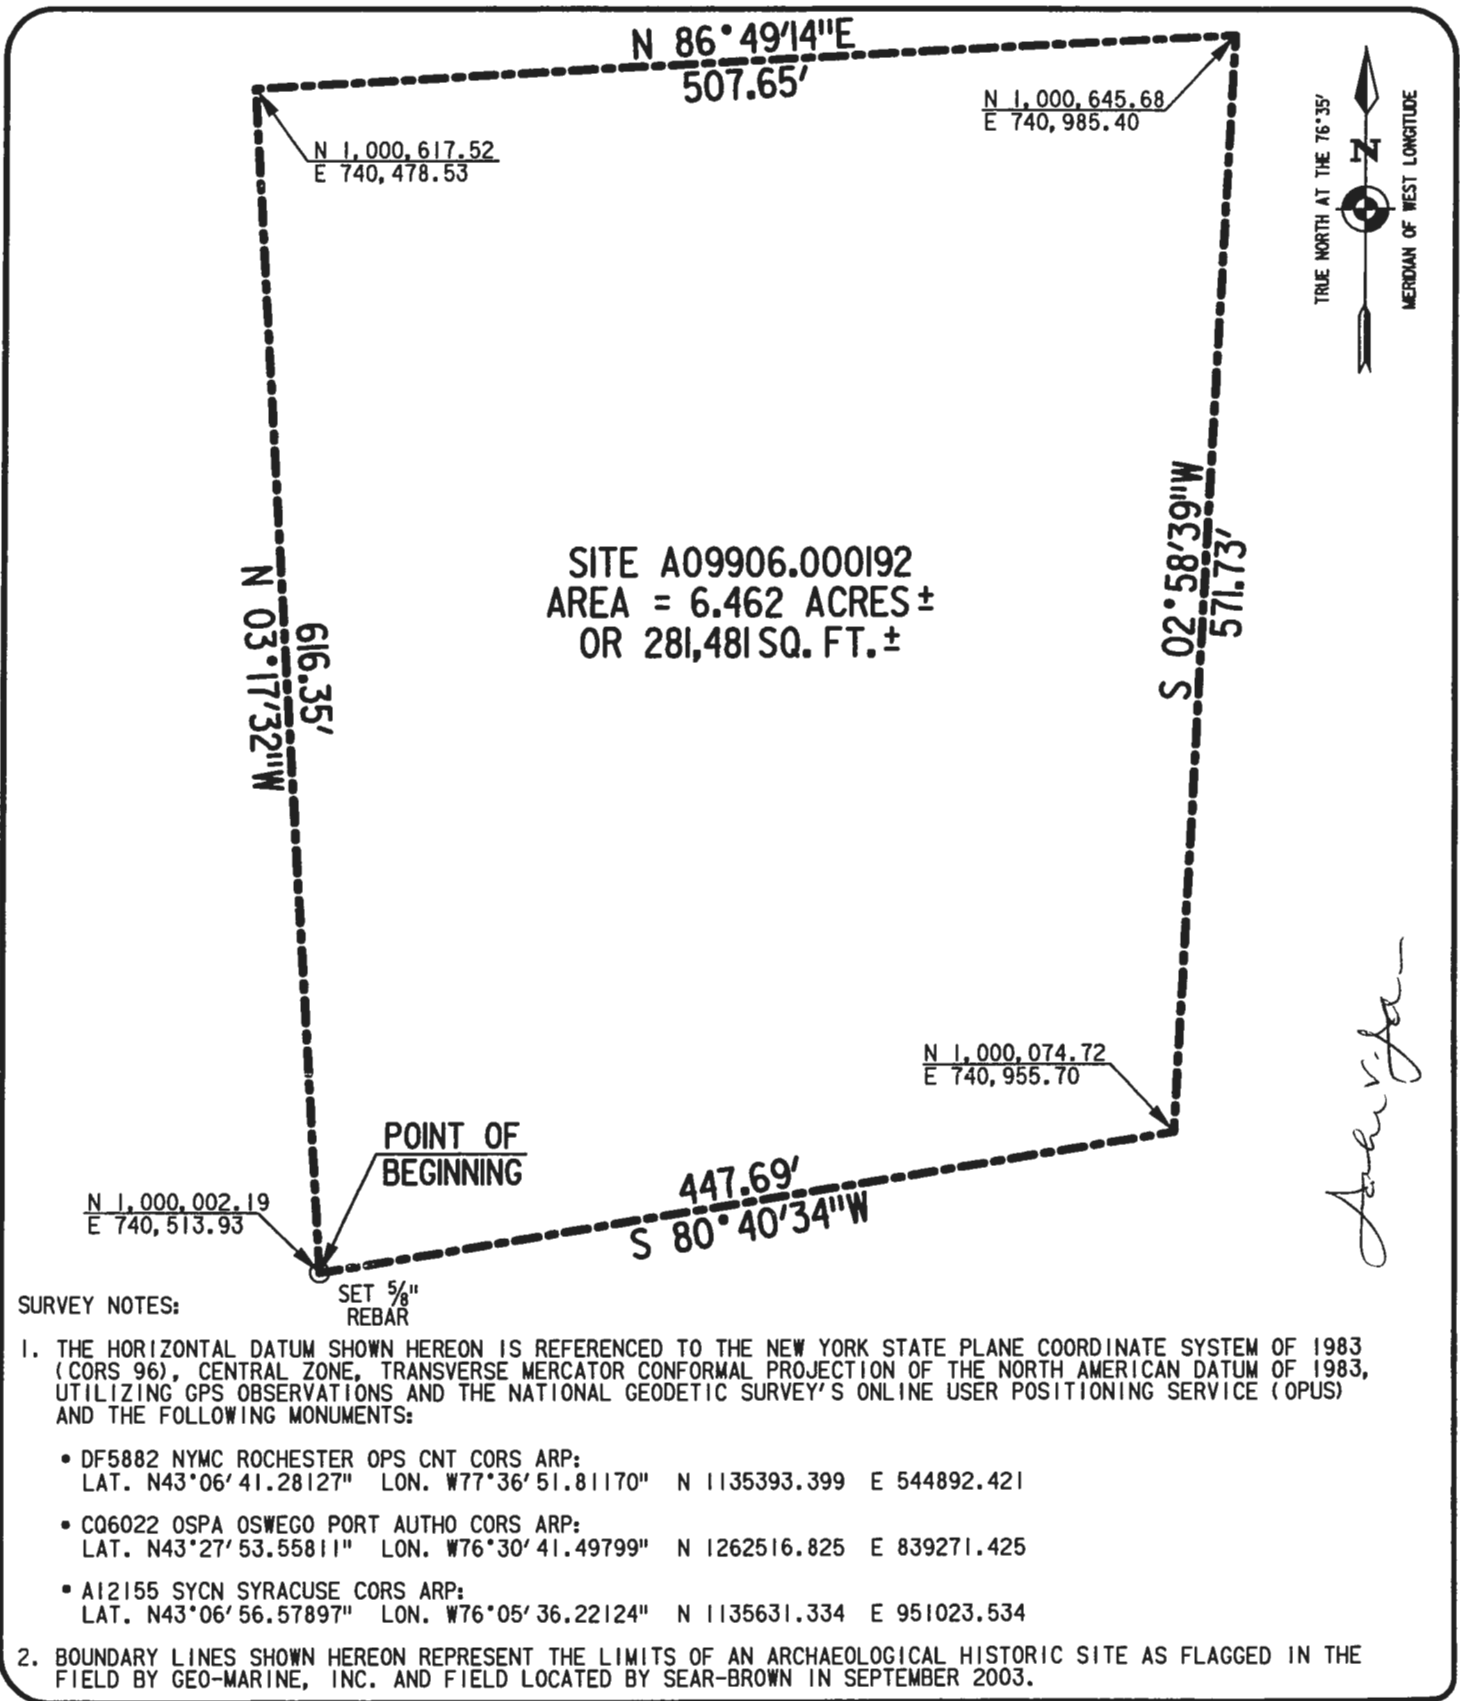 N 86°49'14"E
507.65'
N 1,000,645.68
E 740,985.40
N 1,000,617.52
E 740,478.53
TRUE NORTH AT THE 76°35'
N
MERIDIAN OF WEST LONGITUDE
S 02°58'39"W
571.73'
SITE A09906.000192
AREA = 6.462 ACRES±
OR 281,481 SQ. FT.±
616.35'
N 03°17'32"W
N 1,000,074.72
E 740,955.70
POINT OF
BEGINNING
447.69'
S 80°40'34"W
N 1,000,002.19
E 740,513.93
SET 5/8"
REBAR
SURVEY NOTES:
1. THE HORIZONTAL DATUM SHOWN HEREON IS REFERENCED TO THE NEW YORK STATE PLANE COORDINATE SYSTEM OF 1983
(CORS 96), CENTRAL ZONE, TRANSVERSE MERCATOR CONFORMAL PROJECTION OF THE NORTH AMERICAN DATUM OF 1983,
UTILIZING GPS OBSERVATIONS AND THE NATIONAL GEODETIC SURVEY'S ONLINE USER POSITIONING SERVICE (OPUS)
AND THE FOLLOWING MONUMENTS:
• DF5882 NYMC ROCHESTER OPS CNT CORS ARP:
LAT. N43°06'41.28127" LON. W77°36'51.81170" N 1135393.399 E 544892.421
• CQ6022 OSPA OSWEGO PORT AUTHO CORS ARP:
LAT. N43°27'53.55811" LON. W76°30'41.49799" N 1262516.825 E 839271.425
• AI2155 SYCN SYRACUSE CORS ARP:
LAT. N43°06'56.57897" LON. W76°05'36.22124" N 1135631.334 E 951023.534
2. BOUNDARY LINES SHOWN HEREON REPRESENT THE LIMITS OF AN ARCHAEOLOGICAL HISTORIC SITE AS FLAGGED IN THE
FIELD BY GEO-MARINE, INC. AND FIELD LOCATED BY SEAR-BROWN IN SEPTEMBER 2003.